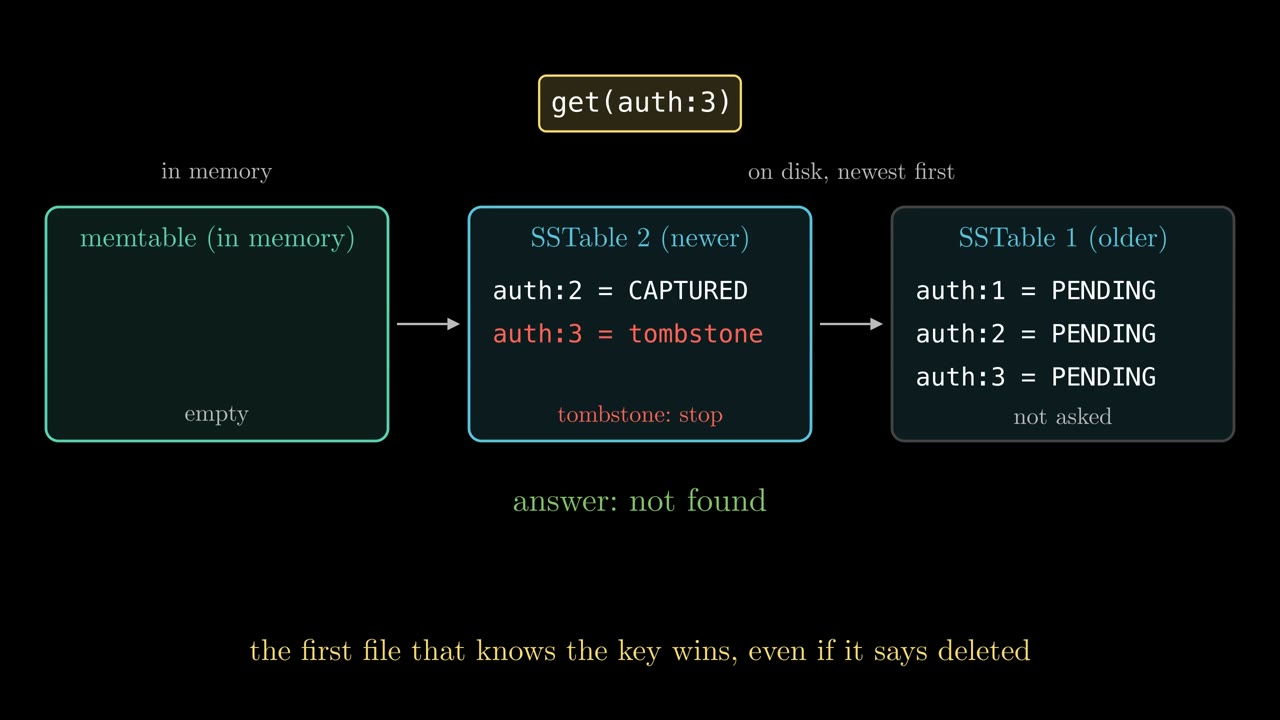 get(auth:3)
in memory
on disk, newest first
memtable (in memory)
empty
SSTable 2 (newer)
auth:2 = CAPTURED
auth:3 = tombstone
tombstone: stop
SSTable 1 (older)
auth:1 = PENDING
auth:2 = PENDING
auth:3 = PENDING
not asked
answer: not found
the first file that knows the key wins, even if it says deleted